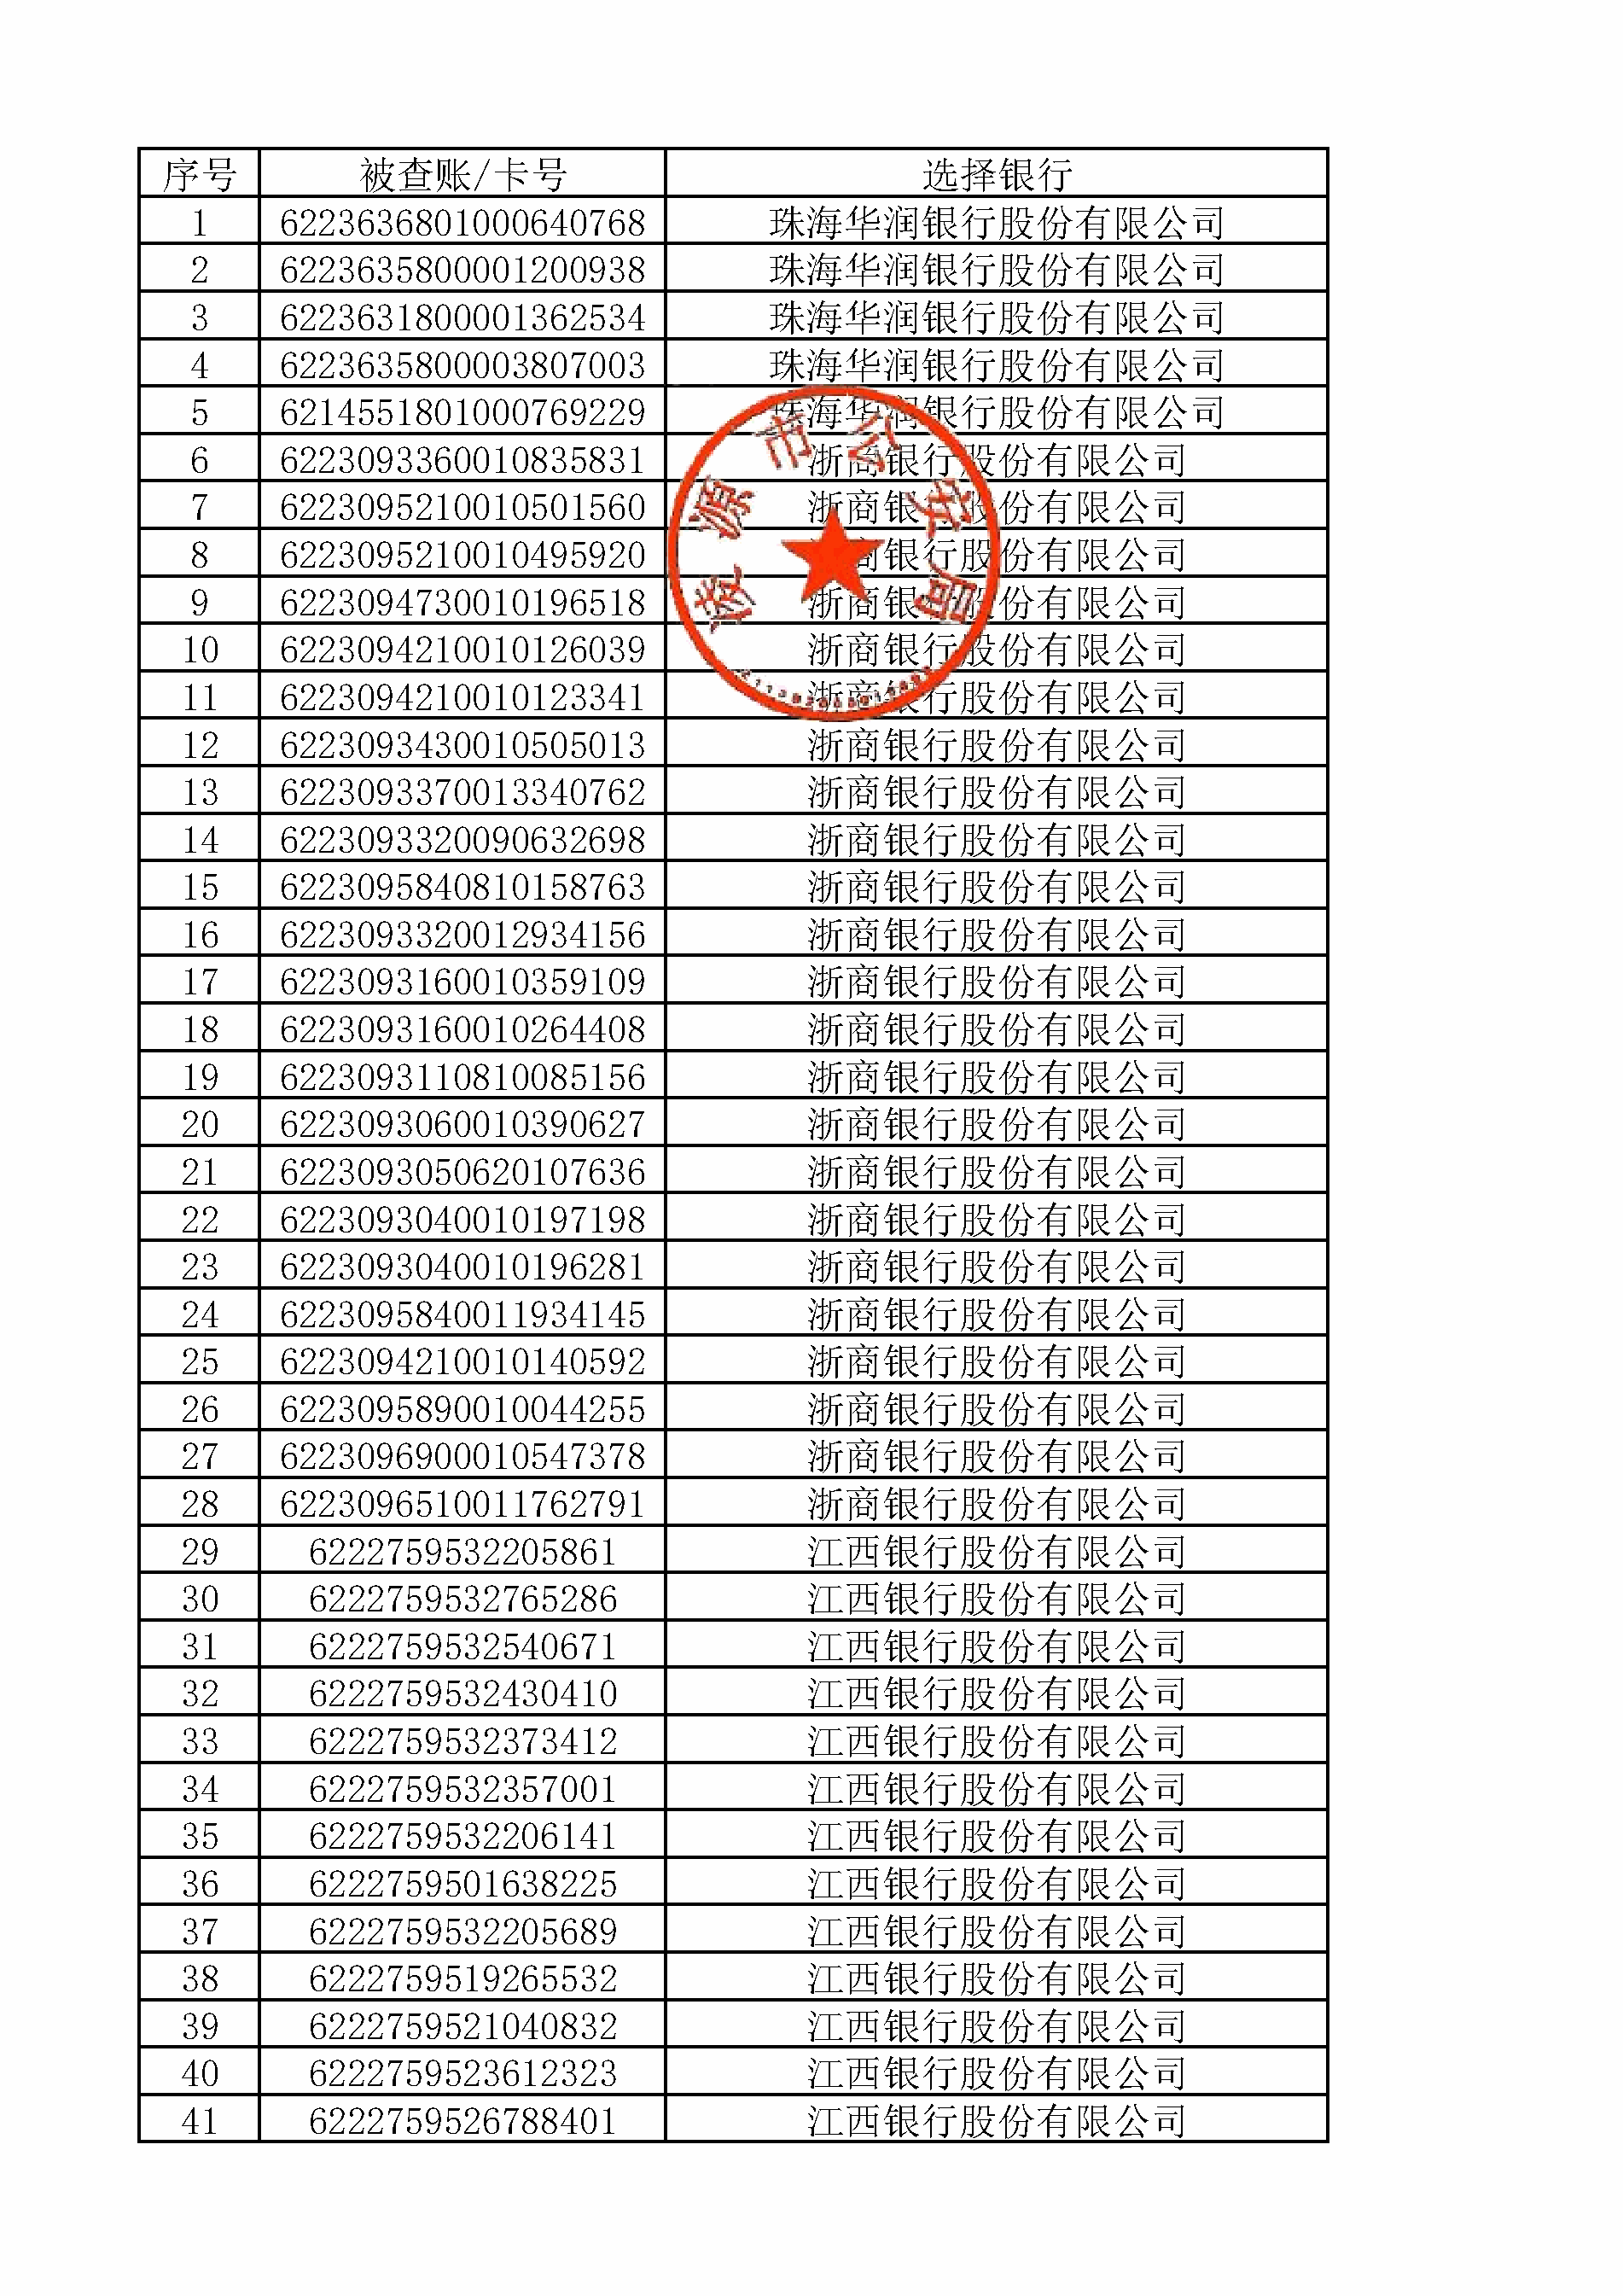 序号 被查账/卡号 选择银行
1 6223636801000640768 珠海华润银行股份有限公司
2 6223635800001200938 珠海华润银行股份有限公司
3 6223631800001362534 珠海华润银行股份有限公司
4 6223635800003807003 珠海华润银行股份有限公司
5 6214551801000769229 珠海华润银行股份有限公司
6 6223093360010835831 浙商银行股份有限公司
7 6223095210010501560 浙商银行股份有限公司
8 6223095210010495920 浙商银行股份有限公司
9 6223094730010196518 浙商银行股份有限公司
10 6223094210010126039 浙商银行股份有限公司
11 6223094210010123341 浙商银行股份有限公司
12 6223093430010505013 浙商银行股份有限公司
13 6223093370013340762 浙商银行股份有限公司
14 6223093320090632698 浙商银行股份有限公司
15 6223095840810158763 浙商银行股份有限公司
16 6223093320012934156 浙商银行股份有限公司
17 6223093160010359109 浙商银行股份有限公司
18 6223093160010264408 浙商银行股份有限公司
19 6223093110810085156 浙商银行股份有限公司
20 6223093060010390627 浙商银行股份有限公司
21 6223093050620107636 浙商银行股份有限公司
22 6223093040010197198 浙商银行股份有限公司
23 6223093040010196281 浙商银行股份有限公司
24 6223095840011934145 浙商银行股份有限公司
25 6223094210010140592 浙商银行股份有限公司
26 6223095890010044255 浙商银行股份有限公司
27 6223096900010547378 浙商银行股份有限公司
28 6223096510011762791 浙商银行股份有限公司
29 6222759532205861 江西银行股份有限公司
30 6222759532765286 江西银行股份有限公司
31 6222759532540671 江西银行股份有限公司
32 6222759532430410 江西银行股份有限公司
33 6222759532373412 江西银行股份有限公司
34 6222759532357001 江西银行股份有限公司
35 6222759532206141 江西银行股份有限公司
36 6222759501638225 江西银行股份有限公司
37 6222759532205689 江西银行股份有限公司
38 6222759519265532 江西银行股份有限公司
39 6222759521040832 江西银行股份有限公司
40 6222759523612323 江西银行股份有限公司
41 6222759526788401 江西银行股份有限公司
凌源市公安局